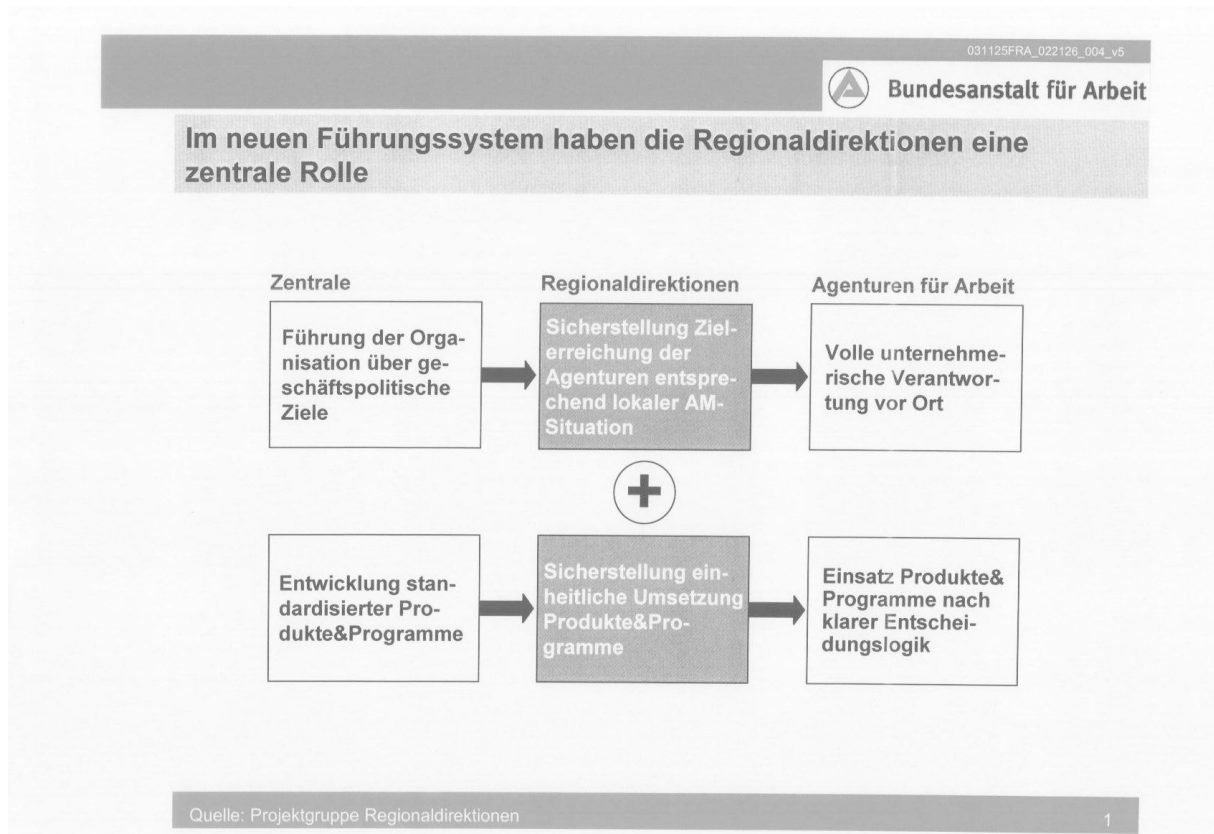 031125FRA_022126_004_v5
Bundesanstalt für Arbeit
Im neuen Führungssystem haben die Regionaldirektionen eine
zentrale Rolle
Zentrale
Führung der Orga-
nisation über ge-
schäftspolitische
Ziele
Regionaldirektionen
Sicherstellung Ziel-
erreichung der
Agenturen entspre-
chend lokaler AM-
Situation
Agenturen für Arbeit
Volle unternehme-
rische Verantwor-
tung vor Ort
+
Entwicklung stan-
dardisierter Pro-
dukte&Programme
Sicherstellung ein-
heitliche Umsetzung
Produkte&Pro-
gramme
Einsatz Produkte&
Programme nach
klarer Entschei-
dungslogik
Quelle: Projektgruppe Regionaldirektionen
1